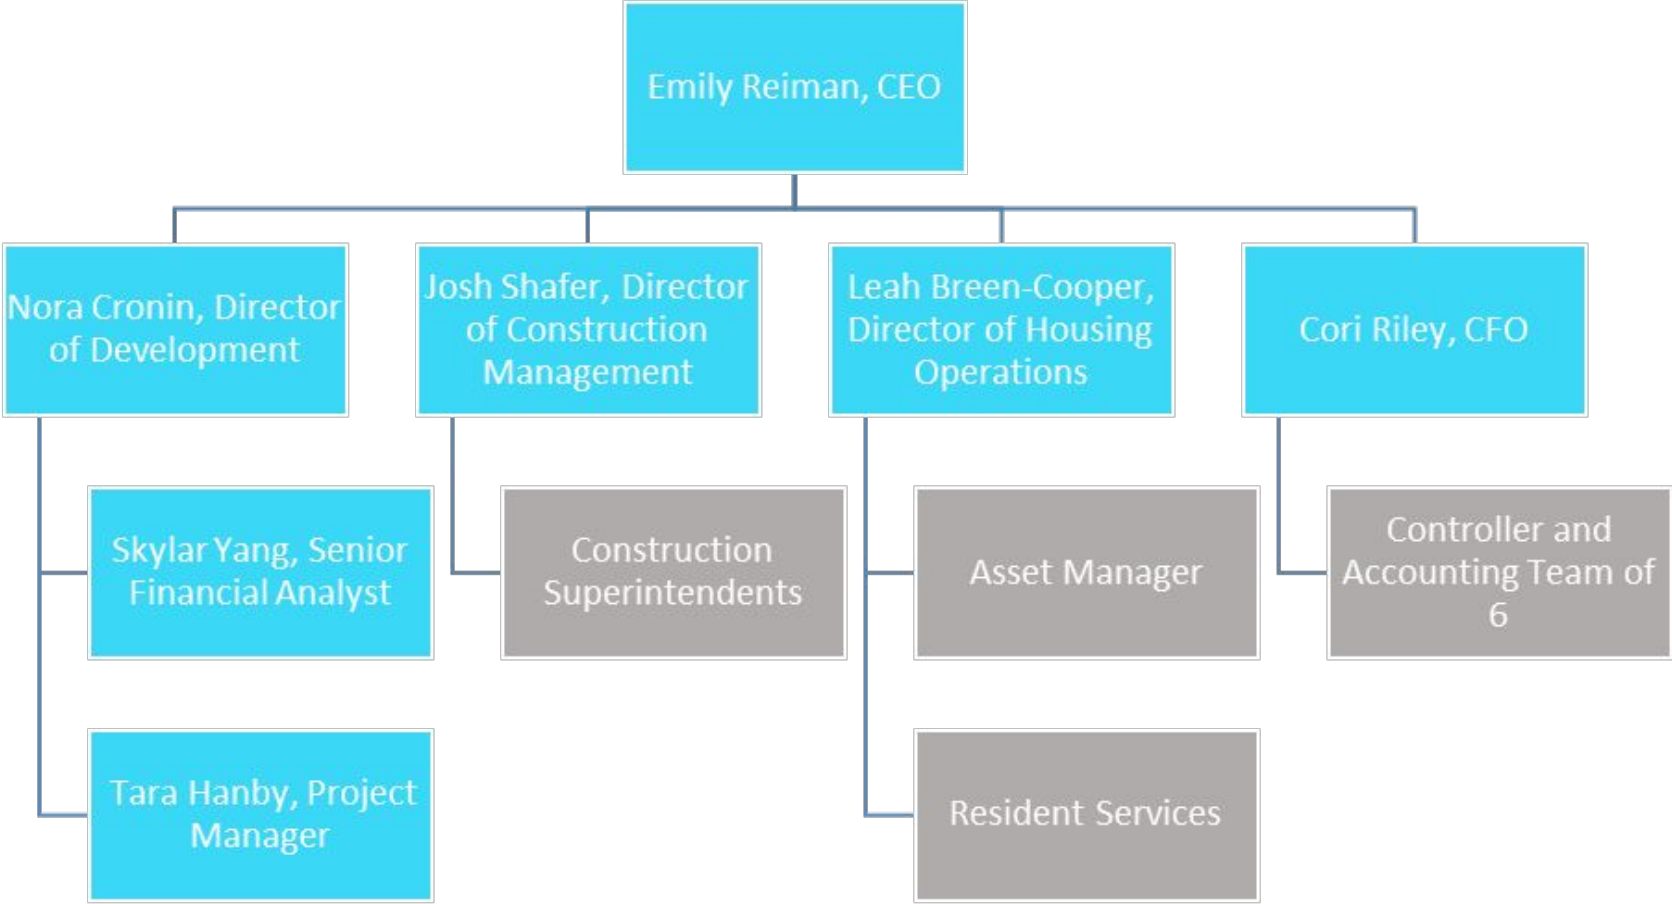 Emily Reiman, CEO
Nora Cronin, Director
of Development
Josh Shafer, Director
of Construction
Management
Leah Breen-Cooper,
Director of Housing
Operations
Cori Riley, CFO
Skylar Yang, Senior
Financial Analyst
Construction
Superintendents
Asset Manager
Controller and
Accounting Team of
6
Tara Hanby, Project
Manager
Resident Services